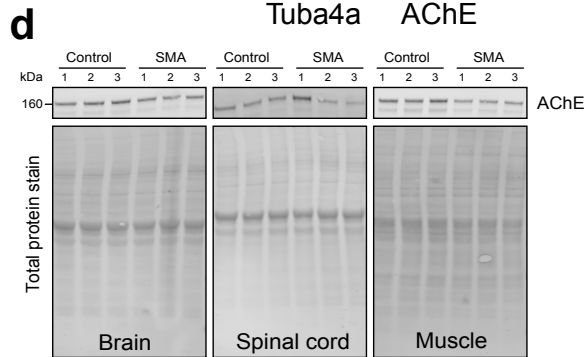 Tuba4a AChE
d
Control SMA Control SMA Control SMA
kDa 1 2 3 1 2 3 1 2 3 1 2 3 1 2 3 1 2 3
160 AChE
Total protein stain
Brain Spinal cord Muscle